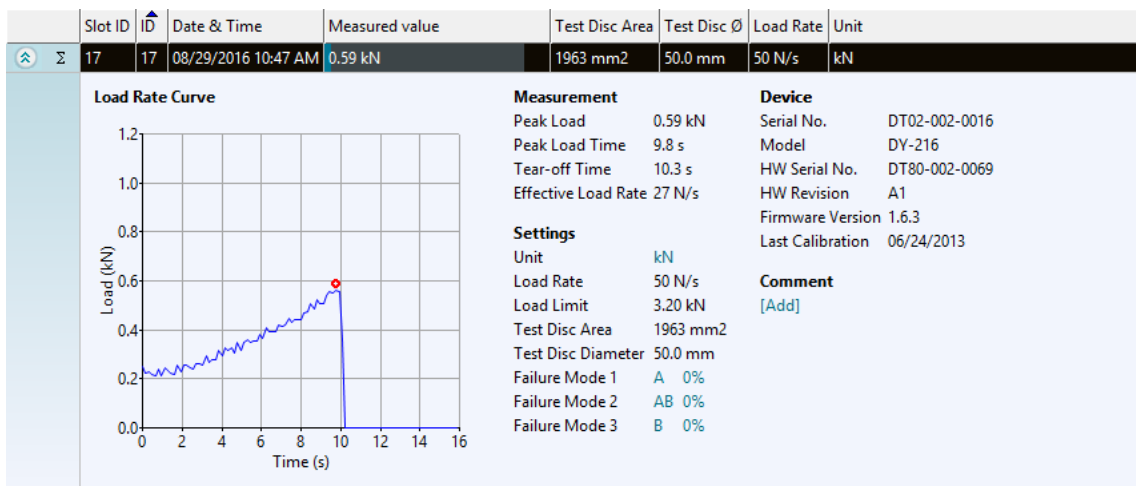 Slot ID ID Date & Time Measured value Test Disc Area Test Disc Ø Load Rate Unit
Σ 17 17 08/29/2016 10:47 AM 0.59 kN 1963 mm2 50.0 mm 50 N/s kN
Load Rate Curve
1.2
1.0
0.8
0.6
0.4
0.2
0.0
Load (kN)
0 2 4 6 8 10 12 14 16
Time (s)
Measurement
Peak Load 0.59 kN
Peak Load Time 9.8 s
Tear-off Time 10.3 s
Effective Load Rate 27 N/s
Settings
Unit kN
Load Rate 50 N/s
Load Limit 3.20 kN
Test Disc Area 1963 mm2
Test Disc Diameter 50.0 mm
Failure Mode 1 A 0%
Failure Mode 2 AB 0%
Failure Mode 3 B 0%
Device
Serial No. DT02-002-0016
Model DY-216
HW Serial No. DT80-002-0069
HW Revision A1
Firmware Version 1.6.3
Last Calibration 06/24/2013
Comment
[Add]